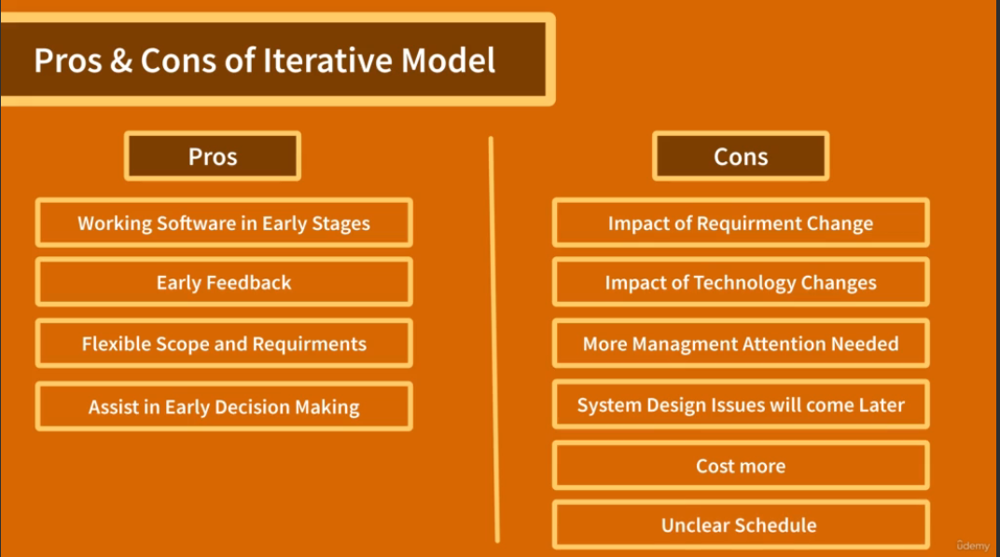 Pros & Cons of Iterative Model
Pros
Working Software in Early Stages
Early Feedback
Flexible Scope and Requirments
Assist in Early Decision Making
Cons
Impact of Requirment Change
Impact of Technology Changes
More Managment Attention Needed
System Design Issues will come Later
Cost more
Unclear Schedule
udemy